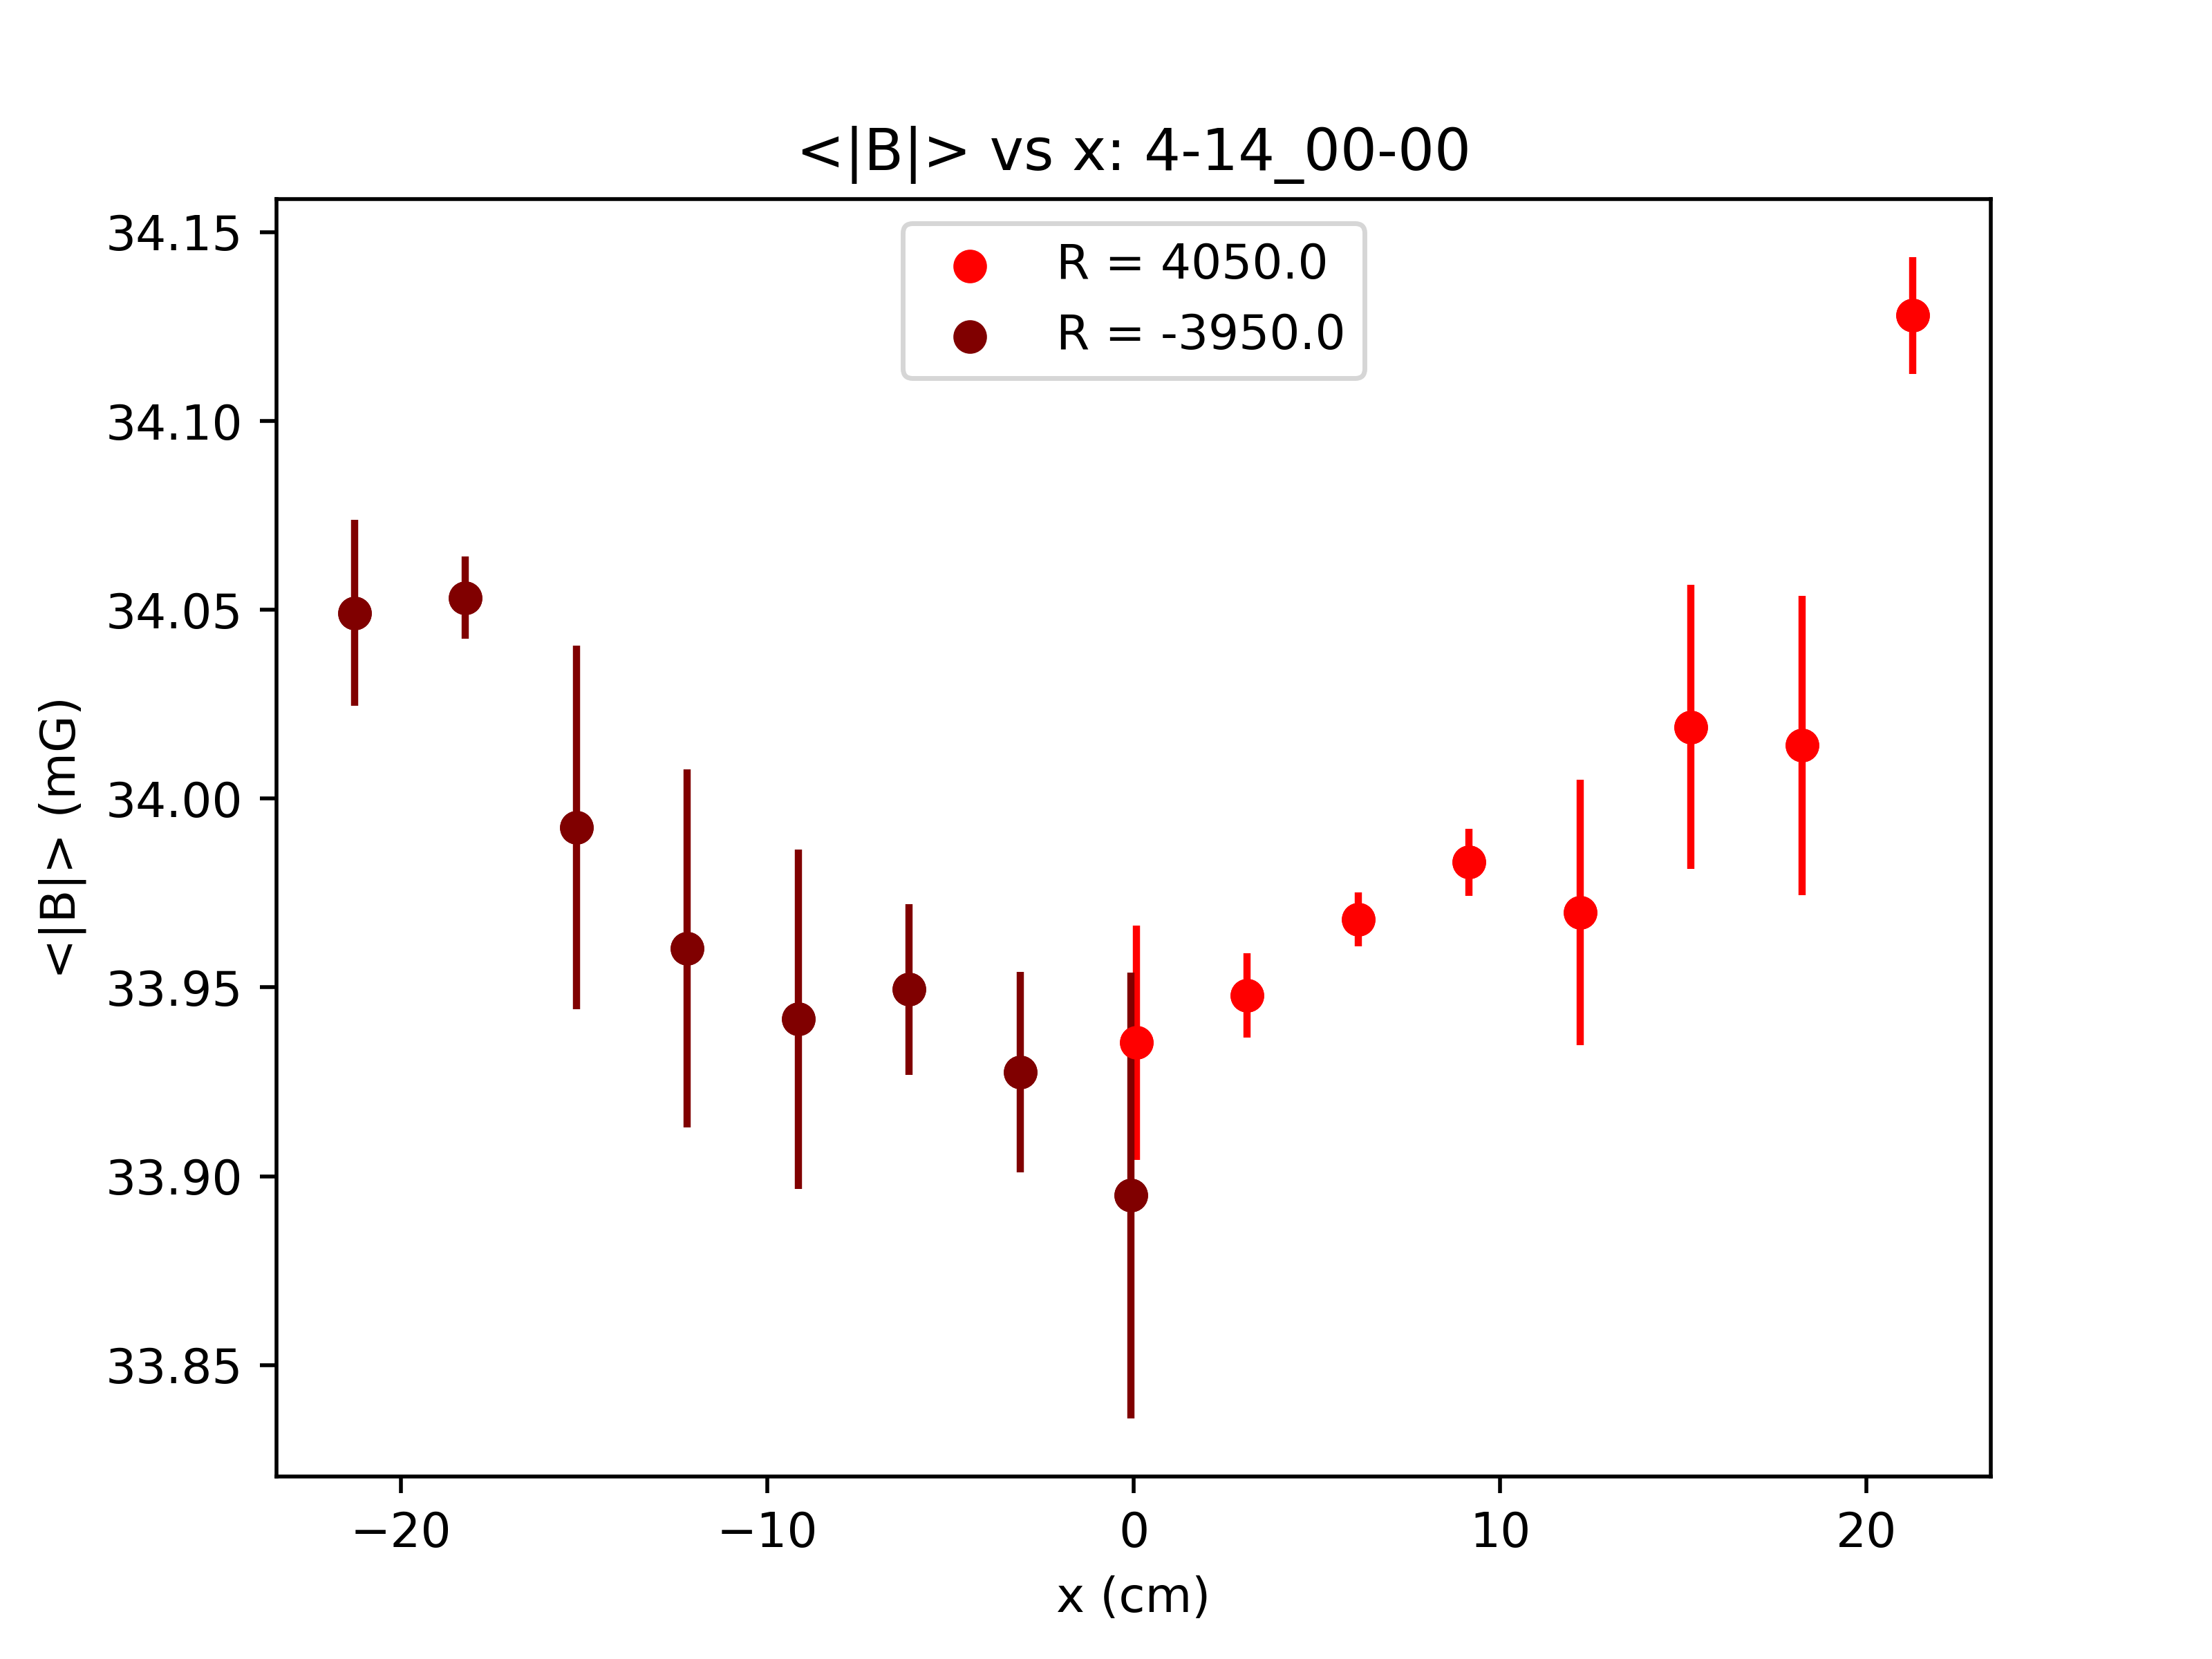 <|B|> vs x: 4-14_00-00
R = 4050.0
R = -3950.0
<|B|> (mG)
34.15
34.10
34.05
34.00
33.95
33.90
33.85
−20 −10 0 10 20
x (cm)